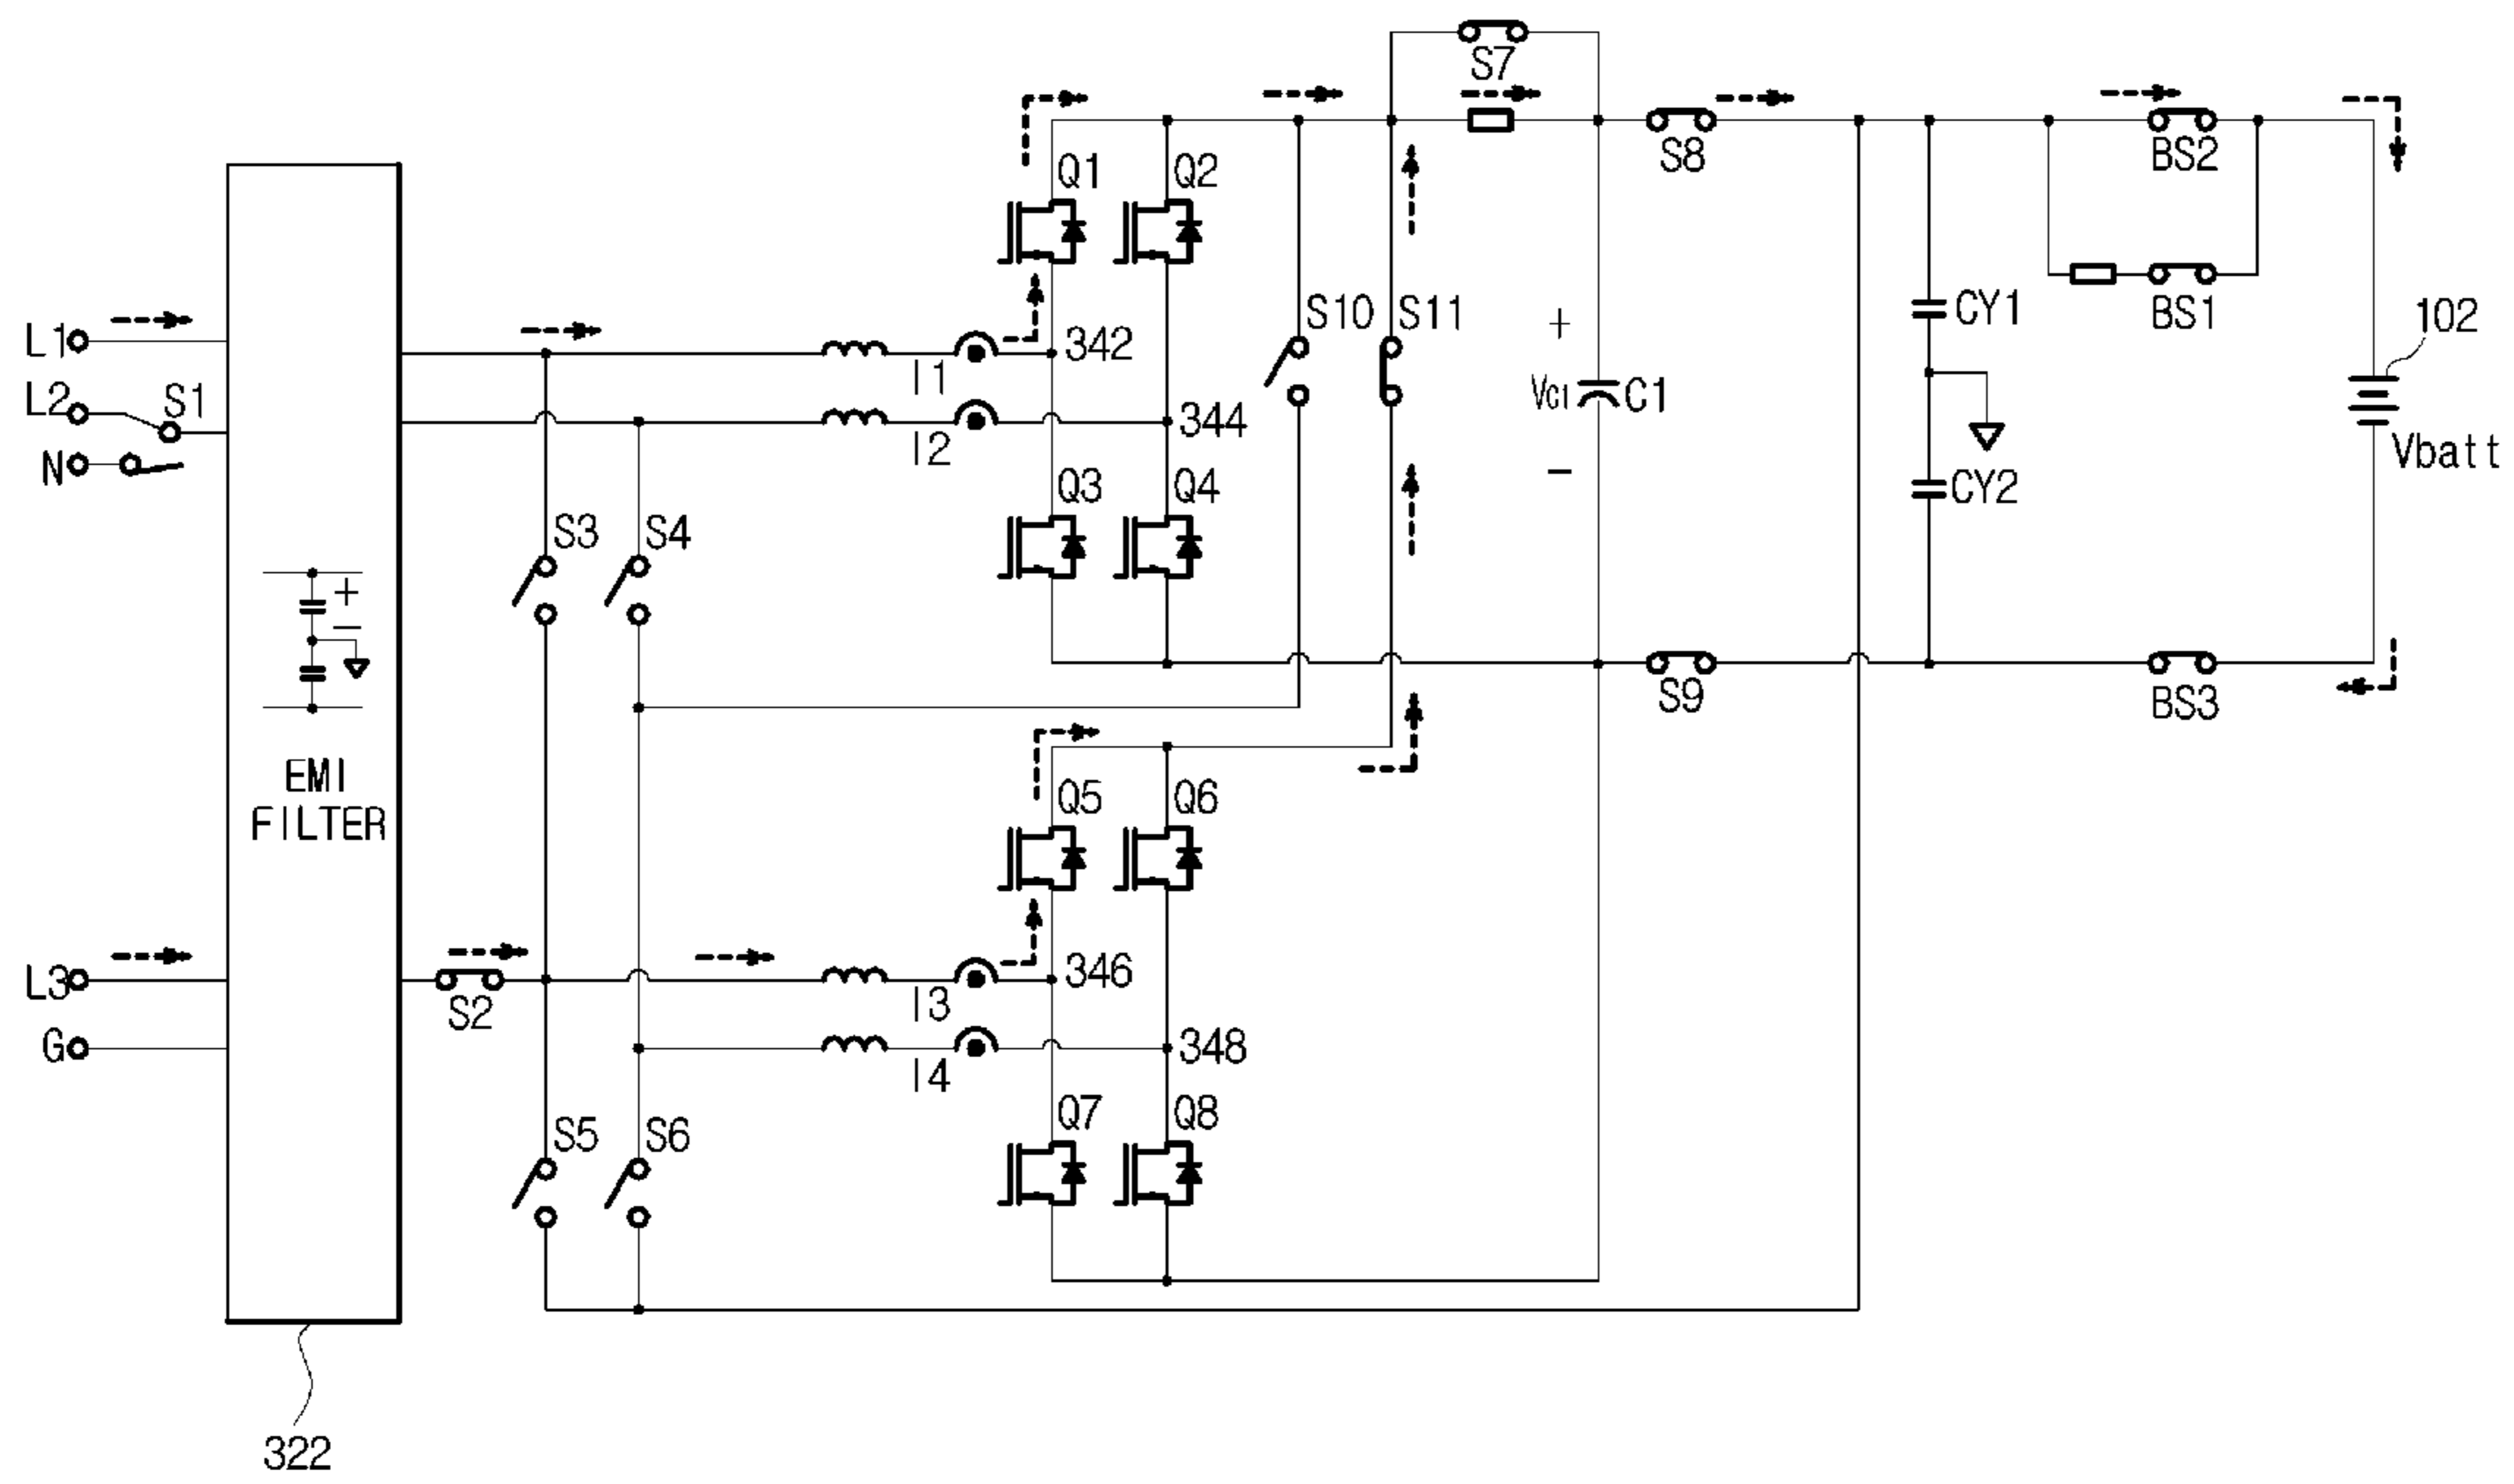 S7
Q1
Q2
S8
BS2
L1
L2
S1
N
I1
342
I2
344
S10
S11
+
Vc1
C1
−
CY1
BS1
102
Vbatt
CY2
Q3
Q4
S3
S4
+
−
EMI
FILTER
S9
BS3
Q5
Q6
L3
S2
I3
346
G
I4
348
Q7
Q8
S5
S6
322